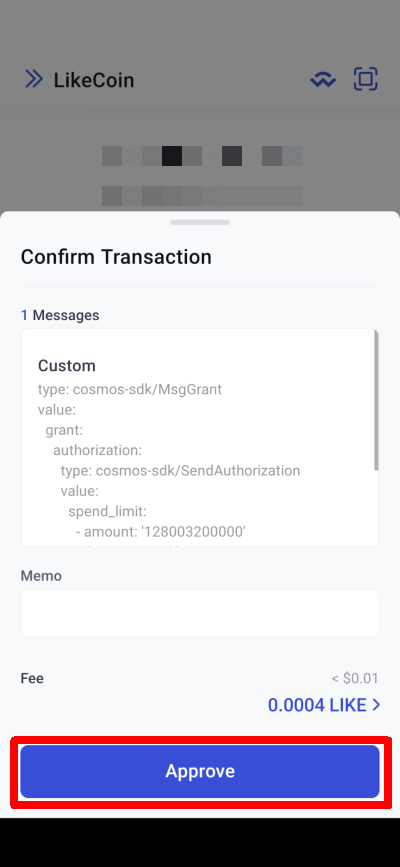 LikeCoin
Confirm Transaction
1 Messages
Custom
type: cosmos-sdk/MsgGrant
value:
grant:
authorization:
type: cosmos-sdk/SendAuthorization
value:
spend_limit:
- amount: '128003200000'
Memo
Fee
< $0.01
0.0004 LIKE >
Approve